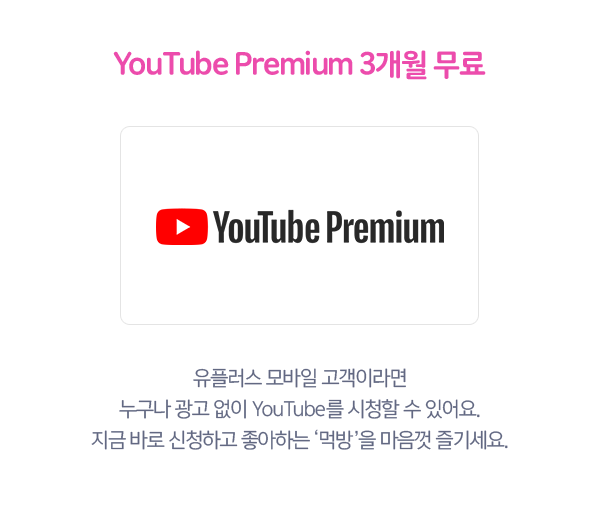 YouTube Premium 3개월 무료
YouTube Premium
유플러스 모바일 고객이라면
누구나 광고 없이 YouTube를 시청할 수 있어요.
지금 바로 신청하고 좋아하는 ‘먹방’을 마음껏 즐기세요.